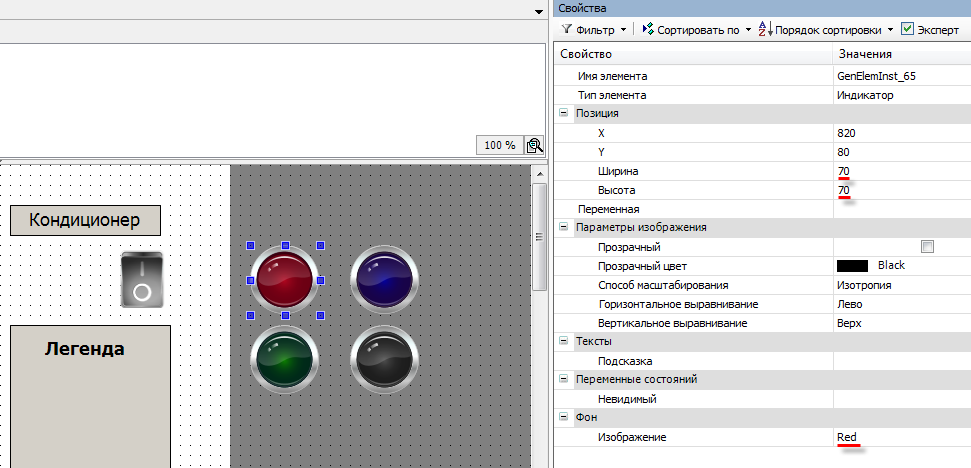 Свойства
Фильтр Сортировать по Порядок сортировки Эксперт
Свойство Значения
Имя элемента GenElemInst_65
Тип элемента Индикатор
Позиция
X 820
Y 80
Ширина 70
Высота 70
Переменная
Параметры изображения
Прозрачный
Прозрачный цвет Black
Способ масштабирования Изотропия
Горизонтальное выравнивание Лево
Вертикальное выравнивание Верх
Тексты
Подсказка
Переменные состояний
Невидимый
Фон
Изображение Red
100 %
Кондиционер
Легенда